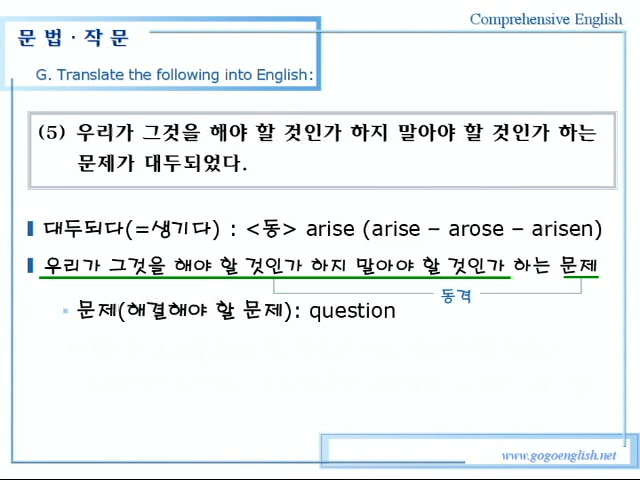 Comprehensive English
문 법 · 작 문
G. Translate the following into English:
(5) 우리가 그것을 해야 할 것인가 하지 말아야 할 것인가 하는
문제가 대두되었다.
대두되다(=생기다) : <동> arise (arise – arose – arisen)
우리가 그것을 해야 할 것인가 하지 말아야 할 것인가 하는 문제
동격
문제(해결해야 할 문제): question
www.gogoenglish.net